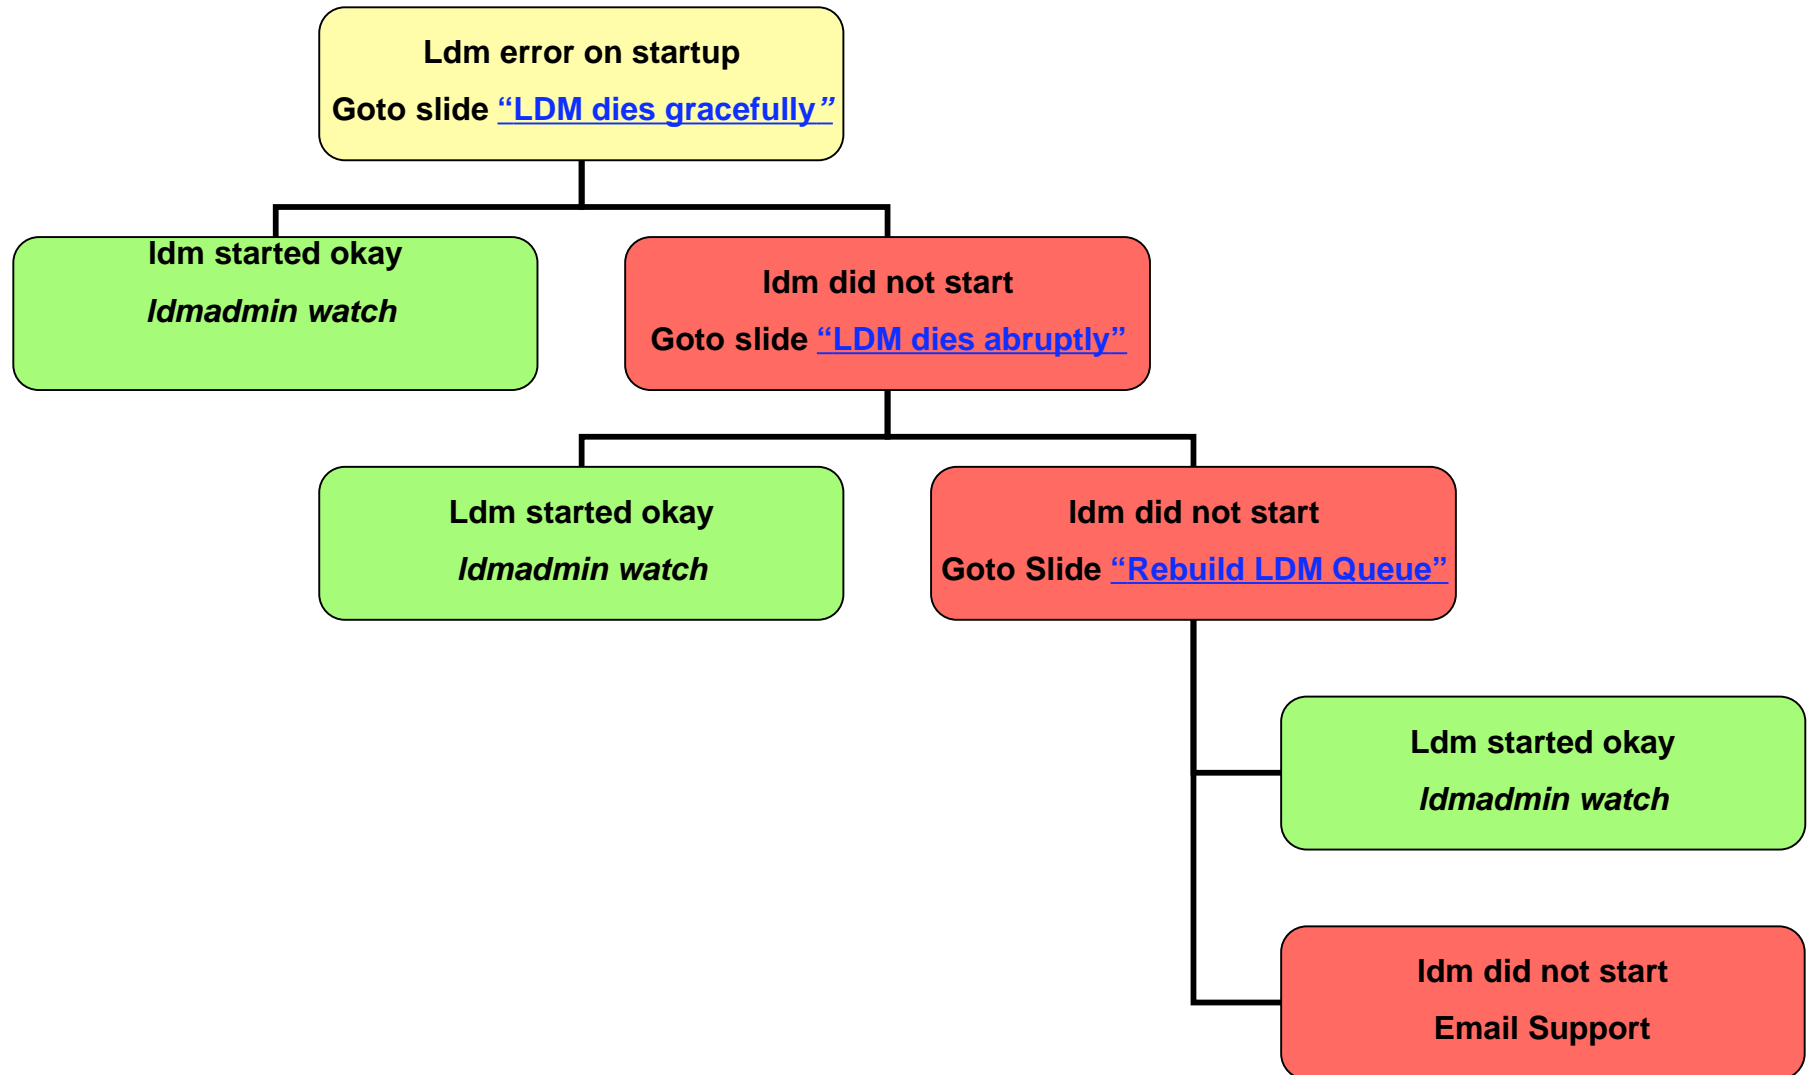 Ldm error on startup
Goto slide “LDM dies gracefully”
ldm started okay
ldmadmin watch
ldm did not start
Goto slide “LDM dies abruptly”
Ldm started okay
ldmadmin watch
ldm did not start
Goto Slide “Rebuild LDM Queue”
Ldm started okay
ldmadmin watch
ldm did not start
Email Support